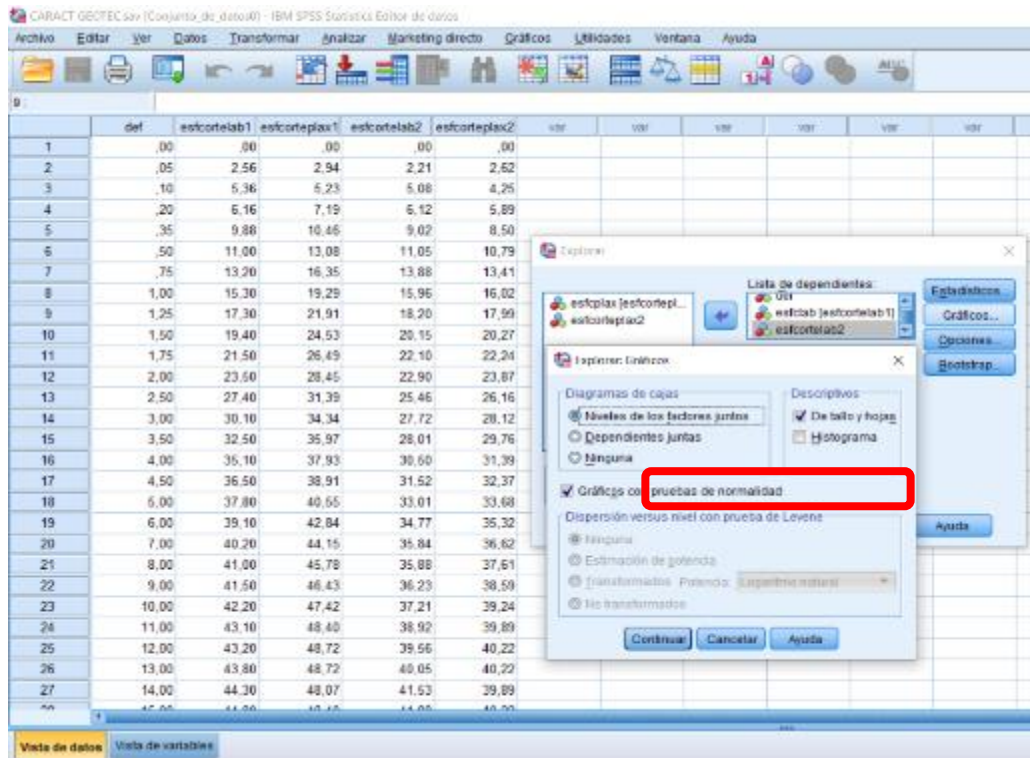 CARACT GEOTEC.sav [Conjunto_de_datos0] - IBM SPSS Statistics Editor de datos
Archivo Editar Ver Datos Transformar Analizar Marketing directo Gráficos Utilidades Ventana Ayuda
9 :
def esfcortelab1 esfcorteplax1 esfcortelab2 esfcorteplax2 var var var var var var
1 ,00 ,00 ,00 ,00 ,00
2 ,05 2,56 2,94 2,21 2,62
3 ,10 5,36 5,23 5,08 4,25
4 ,20 6,16 7,19 6,12 5,89
5 ,35 9,88 10,46 9,02 8,50
6 ,50 11,00 13,08 11,05 10,79
7 ,75 13,20 16,35 13,88 13,41
8 1,00 15,30 19,29 15,96 16,02
9 1,25 17,30 21,91 18,20 17,99
10 1,50 19,40 24,53 20,15 20,27
11 1,75 21,50 26,49 22,10 22,24
12 2,00 23,60 28,45 22,90 23,87
13 2,50 27,40 31,39 25,46 26,16
14 3,00 30,10 34,34 27,72 28,12
15 3,50 32,50 35,97 28,01 29,76
16 4,00 35,10 37,93 30,60 31,39
17 4,50 36,50 38,91 31,52 32,37
18 5,00 37,80 40,55 33,01 33,68
19 6,00 39,10 42,84 34,77 35,32
20 7,00 40,20 44,15 35,84 36,62
21 8,00 41,00 45,78 35,88 37,61
22 9,00 41,50 46,43 36,23 38,59
23 10,00 42,20 47,42 37,21 39,24
24 11,00 43,10 48,40 38,92 39,89
25 12,00 43,20 48,72 39,56 40,22
26 13,00 43,80 48,72 40,05 40,22
27 14,00 44,30 48,07 41,53 39,89
Explorar
Lista de dependientes:
esfcplax [esfcortepl...
esfcorteplax2
def
esfclab [esfcortelab1]
esfcortelab2
Estadísticos...
Gráficos...
Opciones...
Bootstrap...
Ayuda
Explorar: Gráficos
Diagramas de cajas
Niveles de los factores juntos
Dependientes juntas
Ninguna
Descriptivos
De tallo y hojas
Histograma
Gráficos con pruebas de normalidad
Dispersión versus nivel con prueba de Levene
Ninguna
Estimación de potencia
Transformados Potencia: Logaritmo natural
No transformados
Continuar Cancelar Ayuda
Vista de datos Vista de variables